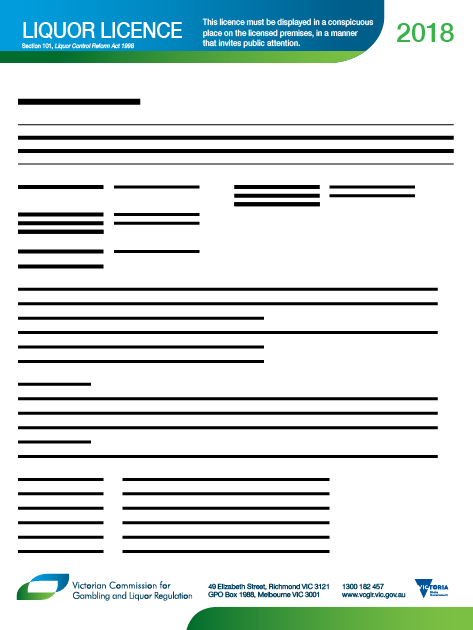 LIQUOR LICENCE
Section 101, Liquor Control Reform Act 1998
This licence must be displayed in a conspicuous
place on the licensed premises, in a manner
that invites public attention.
2018
Victorian Commission for
Gambling and Liquor Regulation
49 Elizabeth Street, Richmond VIC 3121
GPO Box 1988, Melbourne VIC 3001
1300 182 457
www.vcglr.vic.gov.au
VICTORIA
State
Government